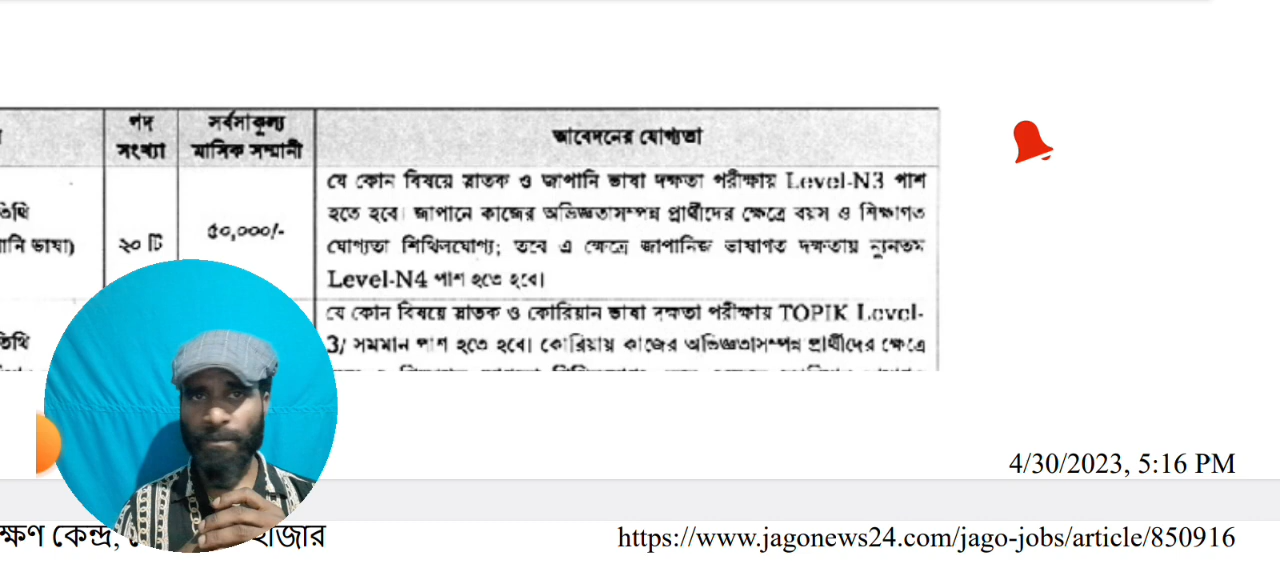 পদ
সংখ্যা
সর্বসাকুল্য
মাসিক সম্মানী
আবেদনের যোগ্যতা
তিথি
ানি ভাষা)
২০ টি
৫০,০০০/-
যে কোন বিষয়ে স্নাতক ও জাপানি ভাষা দক্ষতা পরীক্ষায় Level-N3 পাশ
হতে হবে। জাপানে কাজের অভিজ্ঞতাসম্পন্ন প্রার্থীদের ক্ষেত্রে বয়স ও শিক্ষাগত
যোগ্যতা শিথিলযোগ্য; তবে এ ক্ষেত্রে জাপানিজ ভাষাগত দক্ষতায় ন্যূনতম
Level-N4 পাশ হতে হবে।
তিথি
যে কোন বিষয়ে স্নাতক ও কোরিয়ান ভাষা দক্ষতা পরীক্ষায় TOPIK Level-
3/ সমমান পাশ হতে হবে। কোরিয়ায় কাজের অভিজ্ঞতাসম্পন্ন প্রার্থীদের ক্ষেত্রে
4/30/2023, 5:16 PM
ক্ষণ কেন্দ্র,
https://www.jagonews24.com/jago-jobs/article/850916